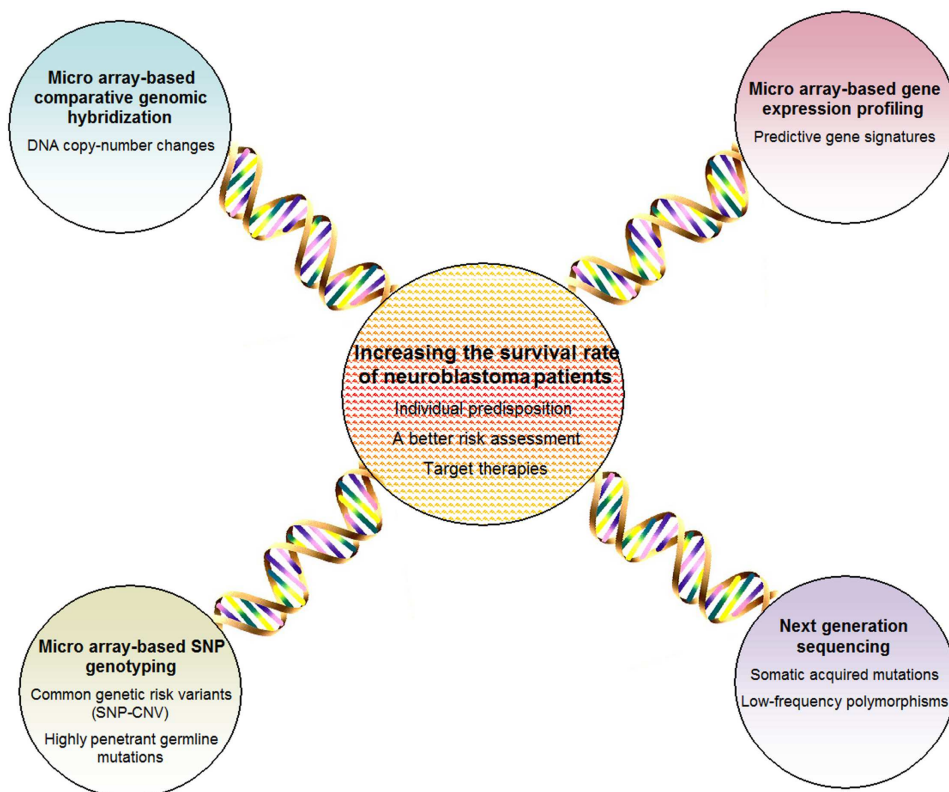 Micro array-based
comparative genomic
hybridization
DNA copy-number changes
Micro array-based gene
expression profiling
Predictive gene signatures
Increasing the survival rate
of neuroblastoma patients
Individual predisposition
A better risk assessment
Target therapies
Micro array-based SNP
genotyping
Common genetic risk variants
(SNP-CNV)
Highly penetrant germline
mutations
Next generation
sequencing
Somatic acquired mutations
Low-frequency polymorphisms